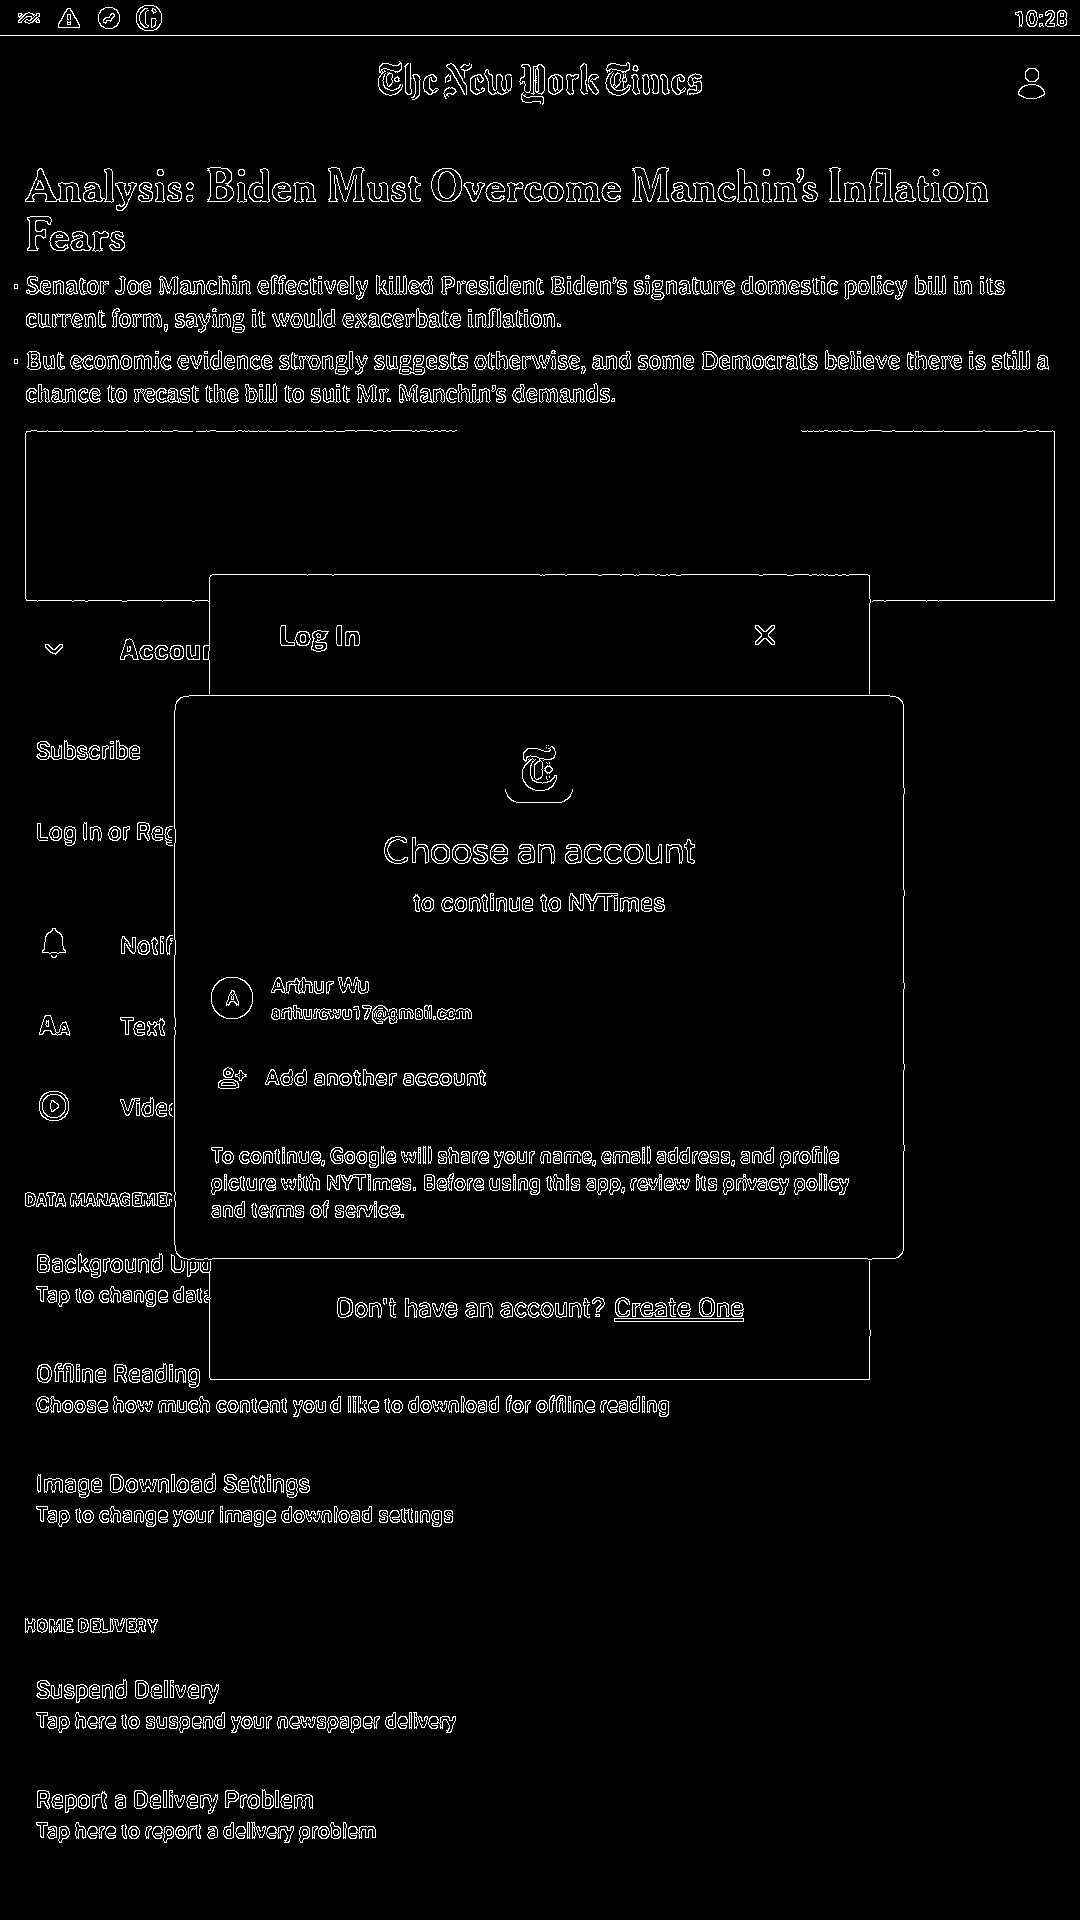 10:28
The New York Times
Analysis: Biden Must Overcome Manchin's Inflation
Fears
Senator Joe Manchin effectively killed President Biden's signature domestic policy bill in its
current form, saying it would exacerbate inflation.
But economic evidence strongly suggests otherwise, and some Democrats believe there is still a
chance to recast the bill to suit Mr. Manchin's demands.
Log In
Accoun
Subscribe
Log In or Reg
Choose an account
to continue to NYTimes
Notif
A
Arthur Wu
arthurcwu17@gmail.com
AA
Text
Add another account
Video
To continue, Google will share your name, email address, and profile
picture with NYTimes. Before using this app, review its privacy policy
and terms of service.
DATA MANAGEMEN
Background Upd
Tap to change data
Don't have an account? Create One
Offline Reading
Choose how much content you d like to download for offline reading
Image Download Settings
Tap to change your image download settings
HOME DELIVERY
Suspend Delivery
Tap here to suspend your newspaper delivery
Report a Delivery Problem
Tap here to report a delivery problem